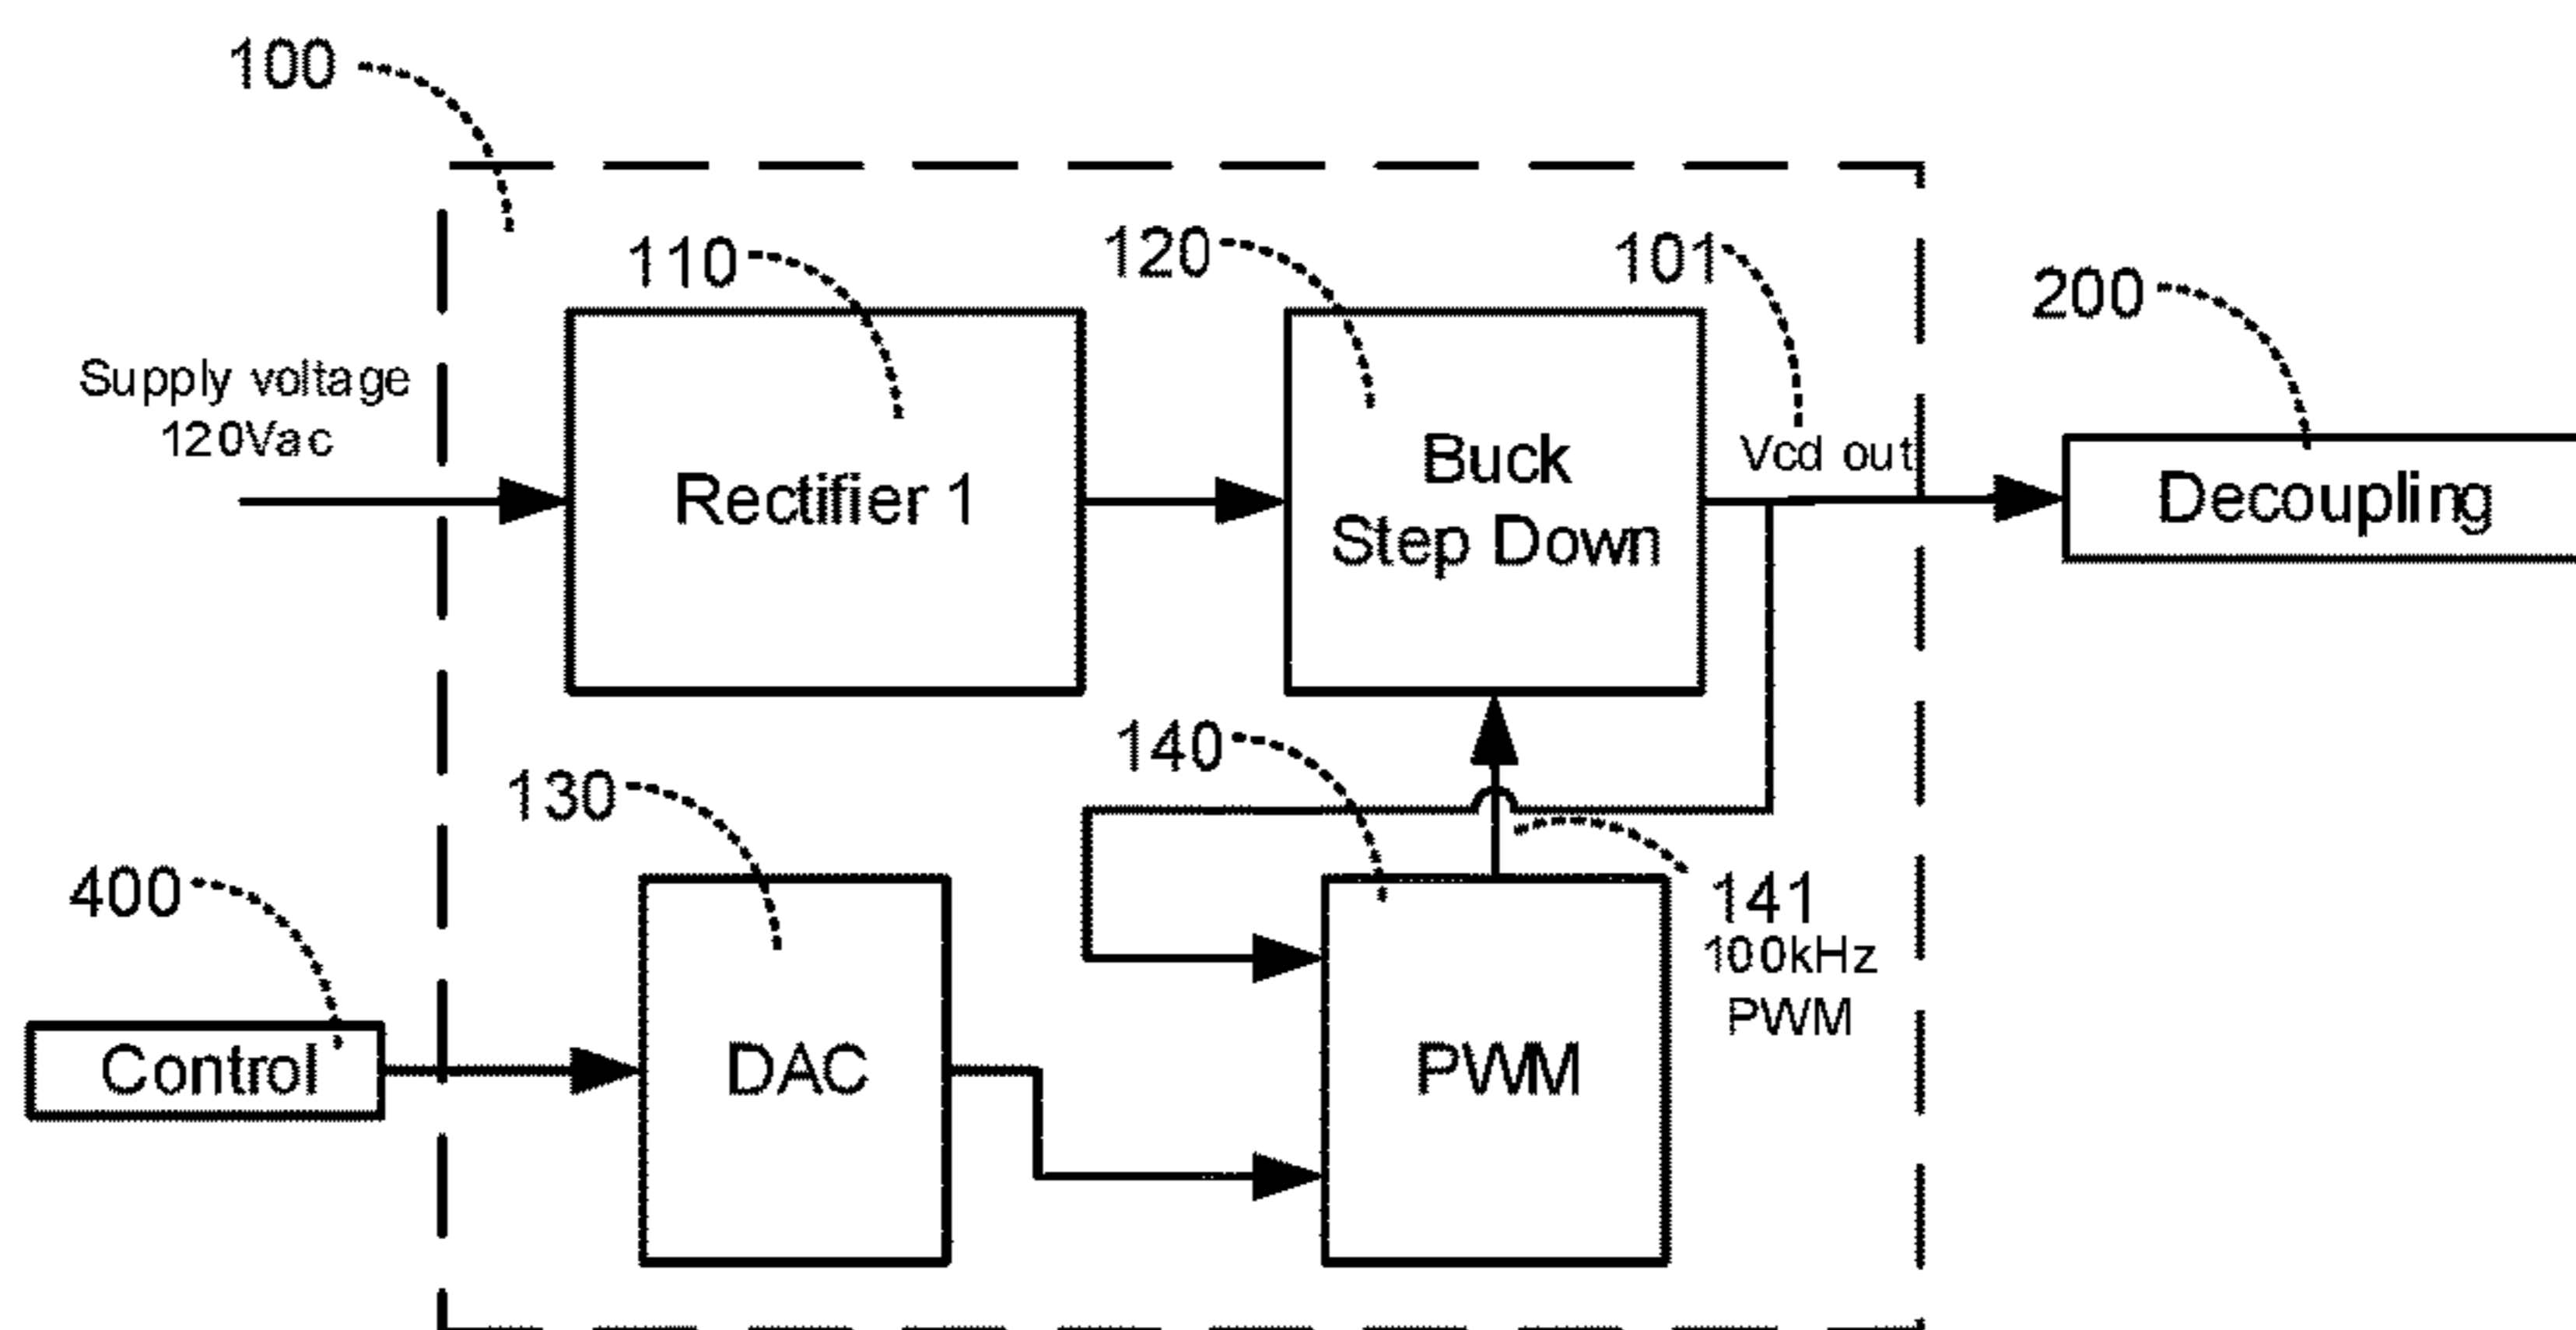 100
110
120
101
200
Supply voltage
120Vac
Rectifier 1
Buck
Step Down
Vcd out
Decoupling
130
140
400
141
100kHz
PWM
Control
DAC
PWM